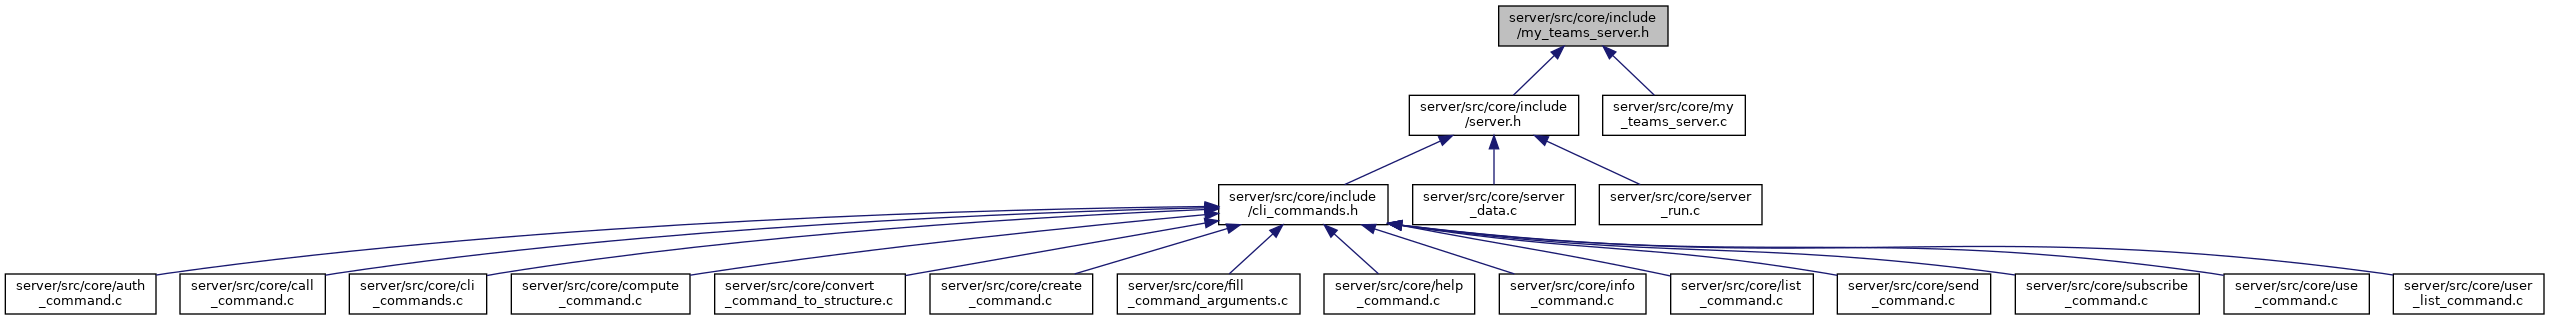 server/src/core/include
/my_teams_server.h
server/src/core/include
/server.h
server/src/core/my
_teams_server.c
server/src/core/include
/cli_commands.h
server/src/core/server
_data.c
server/src/core/server
_run.c
server/src/core/auth
_command.c
server/src/core/call
_command.c
server/src/core/cli
_commands.c
server/src/core/compute
_command.c
server/src/core/convert
_command_to_structure.c
server/src/core/create
_command.c
server/src/core/fill
_command_arguments.c
server/src/core/help
_command.c
server/src/core/info
_command.c
server/src/core/list
_command.c
server/src/core/send
_command.c
server/src/core/subscribe
_command.c
server/src/core/use
_command.c
server/src/core/user
_list_command.c